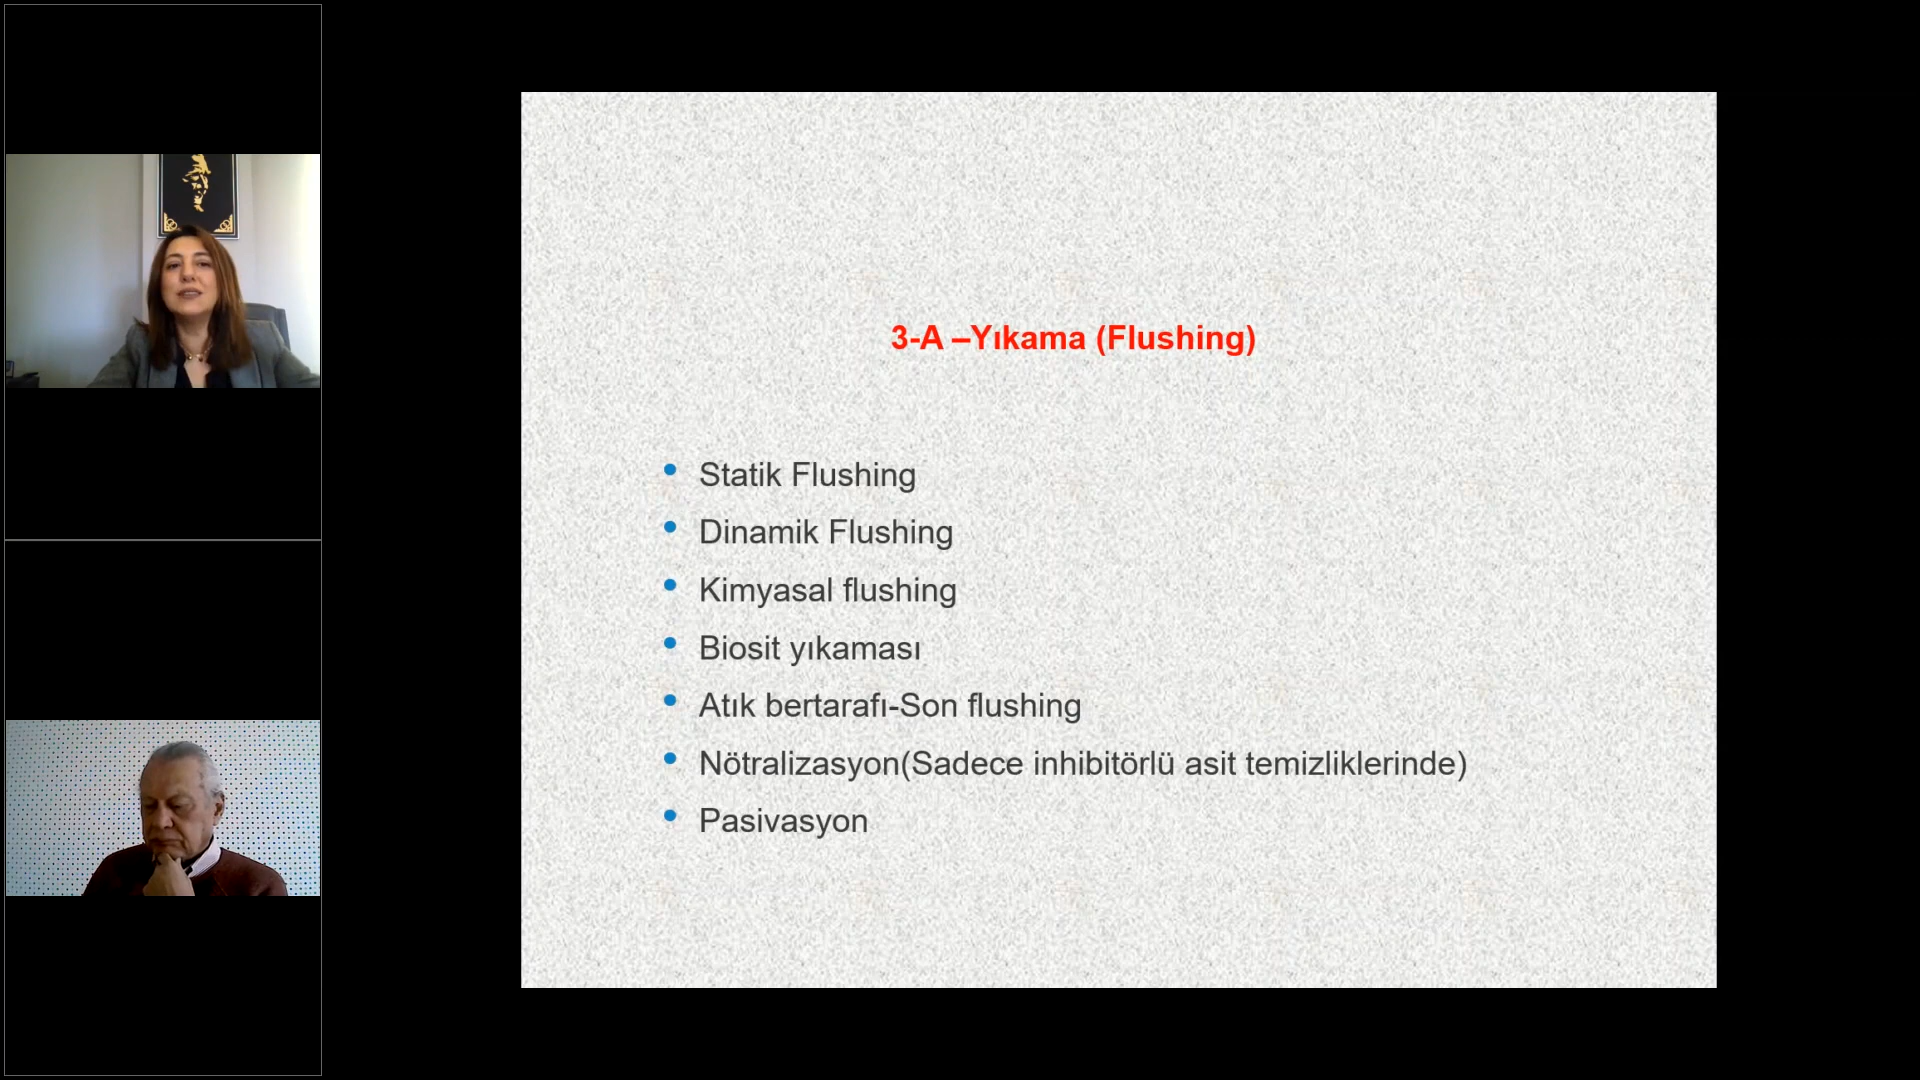 3-A –Yıkama (Flushing)
Statik Flushing
Dinamik Flushing
Kimyasal flushing
Biosit yıkaması
Atık bertarafı-Son flushing
Nötralizasyon(Sadece inhibitörlü asit temizliklerinde)
Pasivasyon